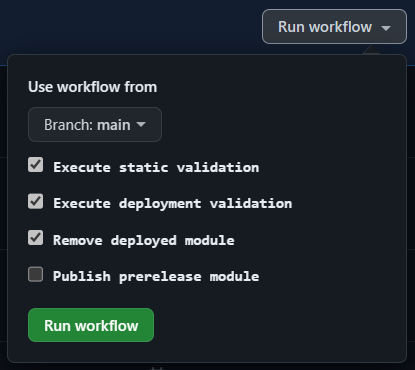 Run workflow
Use workflow from
Branch: main
Execute static validation
Execute deployment validation
Remove deployed module
Publish prerelease module
Run workflow